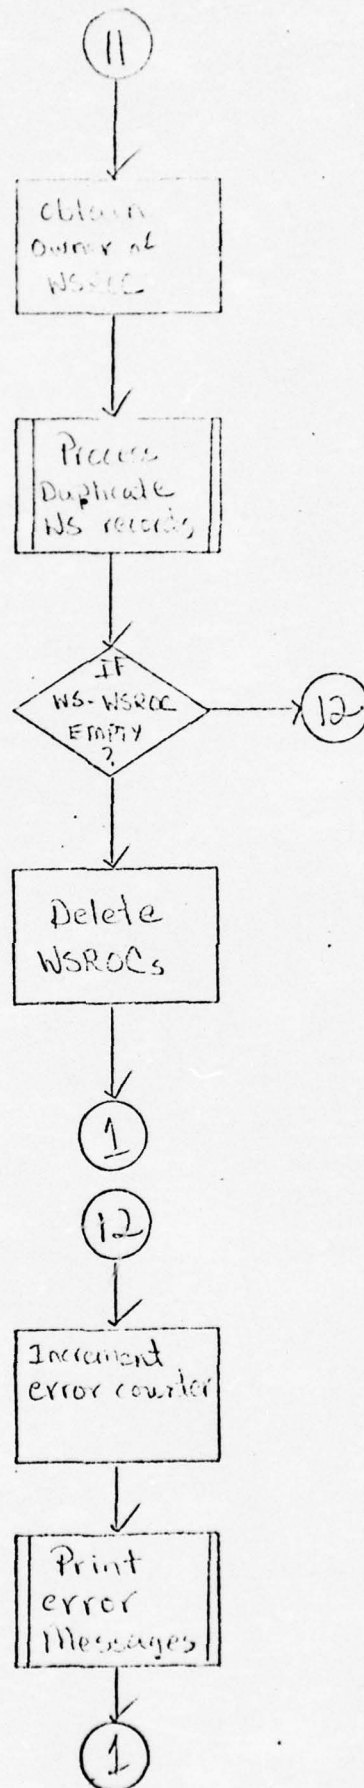 11
Obtain
Owner of
WSROC
Process
Duplicate
WS records
IF
WS-WSROC
EMPTY
?
12
Delete
WSROCs
1
12
Increment
error counter
Print
error
Messages
1